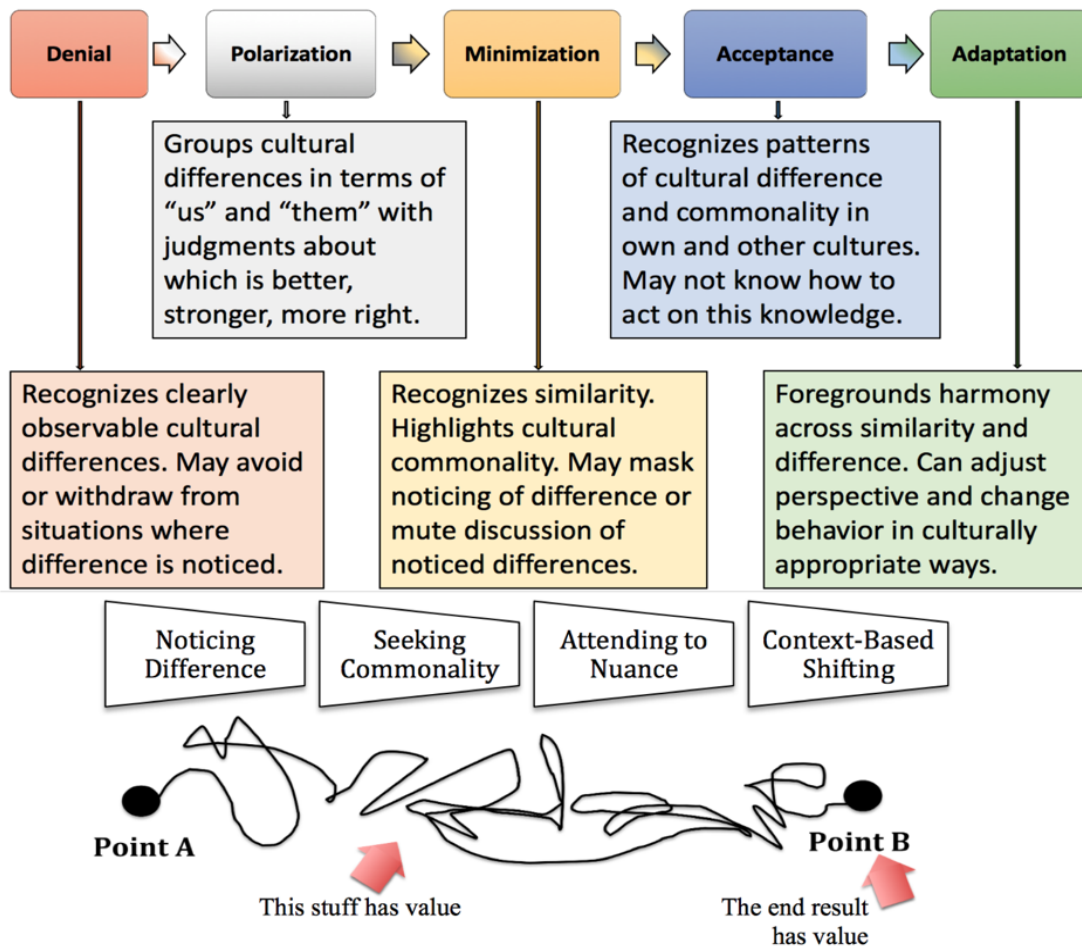 Denial
Polarization
Minimization
Acceptance
Adaptation
Groups cultural
differences in terms of
“us” and “them” with
judgments about
which is better,
stronger, more right.
Recognizes patterns
of cultural difference
and commonality in
own and other cultures.
May not know how to
act on this knowledge.
Recognizes clearly
observable cultural
differences. May avoid
or withdraw from
situations where
difference is noticed.
Recognizes similarity.
Highlights cultural
commonality. May mask
noticing of difference or
mute discussion of
noticed differences.
Foregrounds harmony
across similarity and
difference. Can adjust
perspective and change
behavior in culturally
appropriate ways.
Noticing
Difference
Seeking
Commonality
Attending to
Nuance
Context-Based
Shifting
Point A
Point B
This stuff has value
The end result
has value